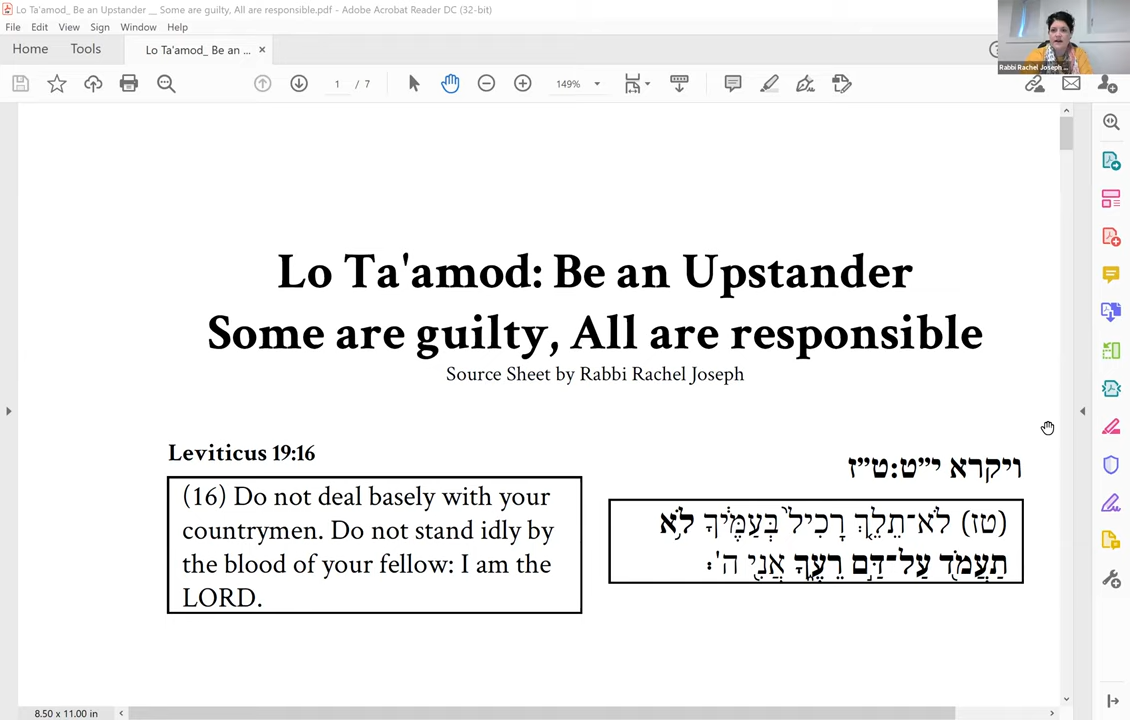 Lo Ta'amod_ Be an Upstander __ Some are guilty, All are responsible.pdf - Adobe Acrobat Reader DC (32-bit)
File Edit View Sign Window Help
Home Tools Lo Ta'amod_ Be an ... ×
1 / 7 149%
Rabbi Rachel Joseph
Lo Ta'amod: Be an Upstander
Some are guilty, All are responsible
Source Sheet by Rabbi Rachel Joseph
Leviticus 19:16
(16) Do not deal basely with your
countrymen. Do not stand idly by
the blood of your fellow: I am the
LORD.
ויקרא י״ט:ט״ז
(טז) לֹא־תֵלֵ֤ךְ רָכִיל֙ בְּעַמֶּ֔יךָ לֹ֥א
תַעֲמֹ֖ד עַל־דַּ֣ם רֵעֶ֑ךָ אֲנִ֖י ה'׃
8.50 x 11.00 in